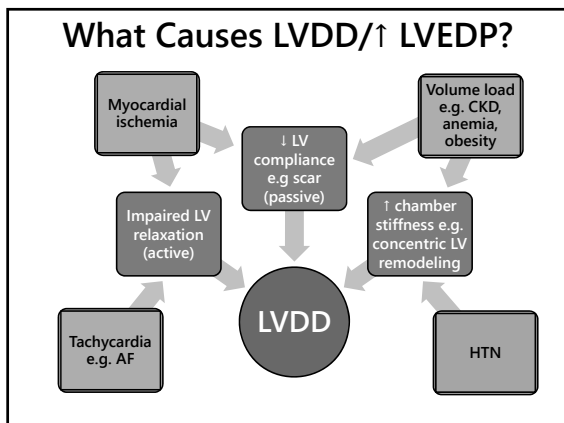 What Causes LVDD/↑ LVEDP?
Myocardial
ischemia
Volume load
e.g. CKD,
anemia,
obesity
↓ LV
compliance
e.g scar
(passive)
Impaired LV
relaxation
(active)
↑ chamber
stiffness e.g.
concentric LV
remodeling
LVDD
Tachycardia
e.g. AF
HTN